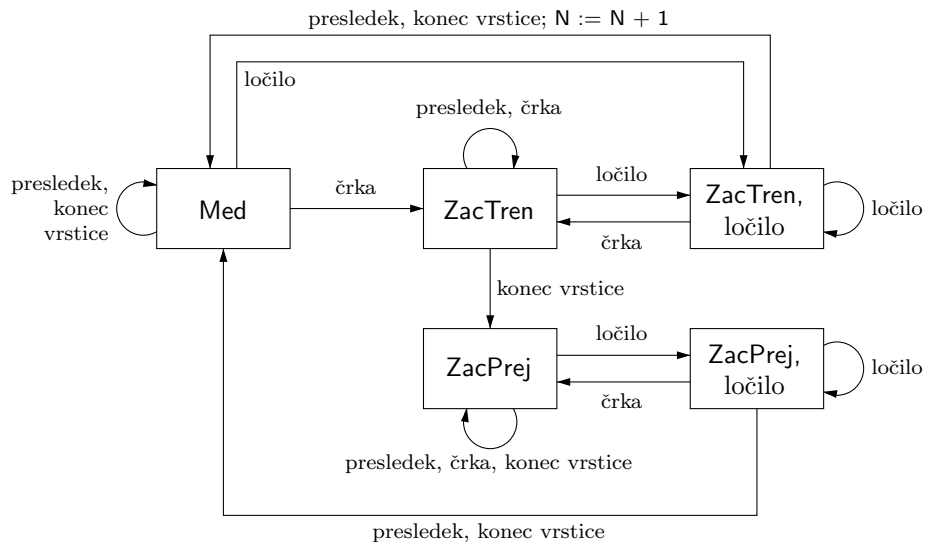 presledek, konec vrstice; N := N + 1
ločilo
presledek, črka
presledek,
konec
vrstice
Med
črka
ZacTren
ločilo
črka
ZacTren,
ločilo
ločilo
konec vrstice
ZacPrej
ločilo
črka
ZacPrej,
ločilo
ločilo
presledek, črka, konec vrstice
presledek, konec vrstice